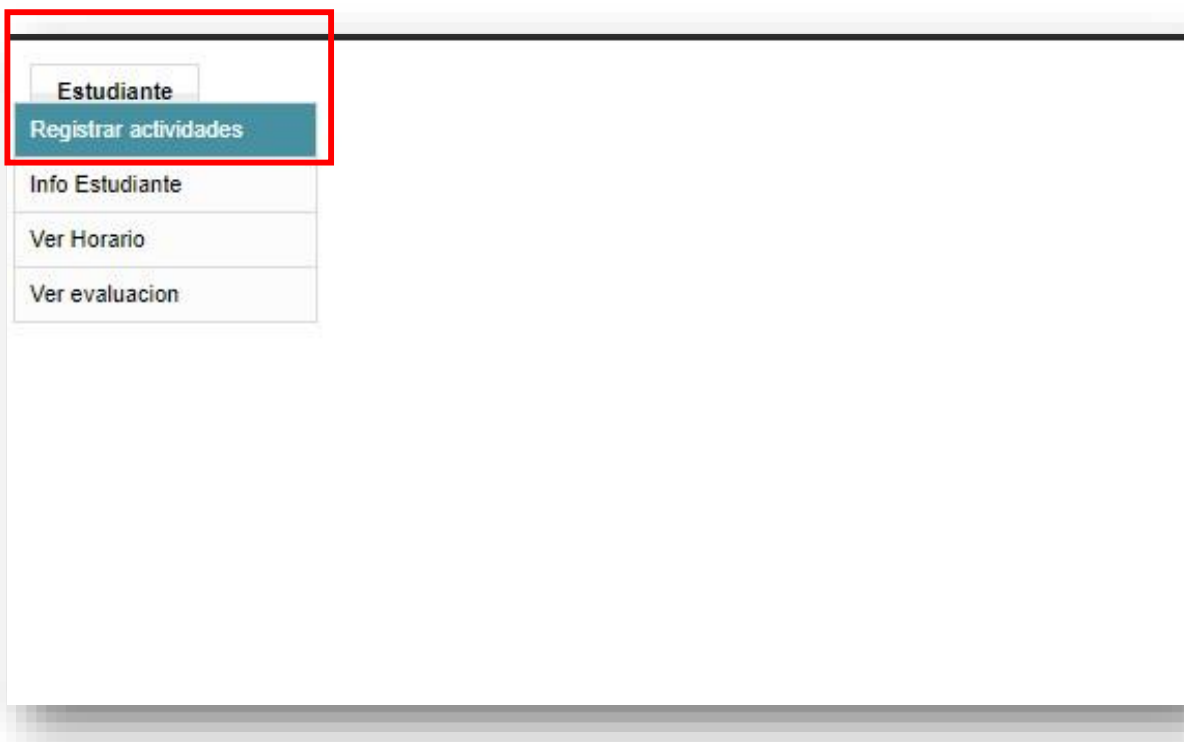 Estudiante
Registrar actividades
Info Estudiante
Ver Horario
Ver evaluacion